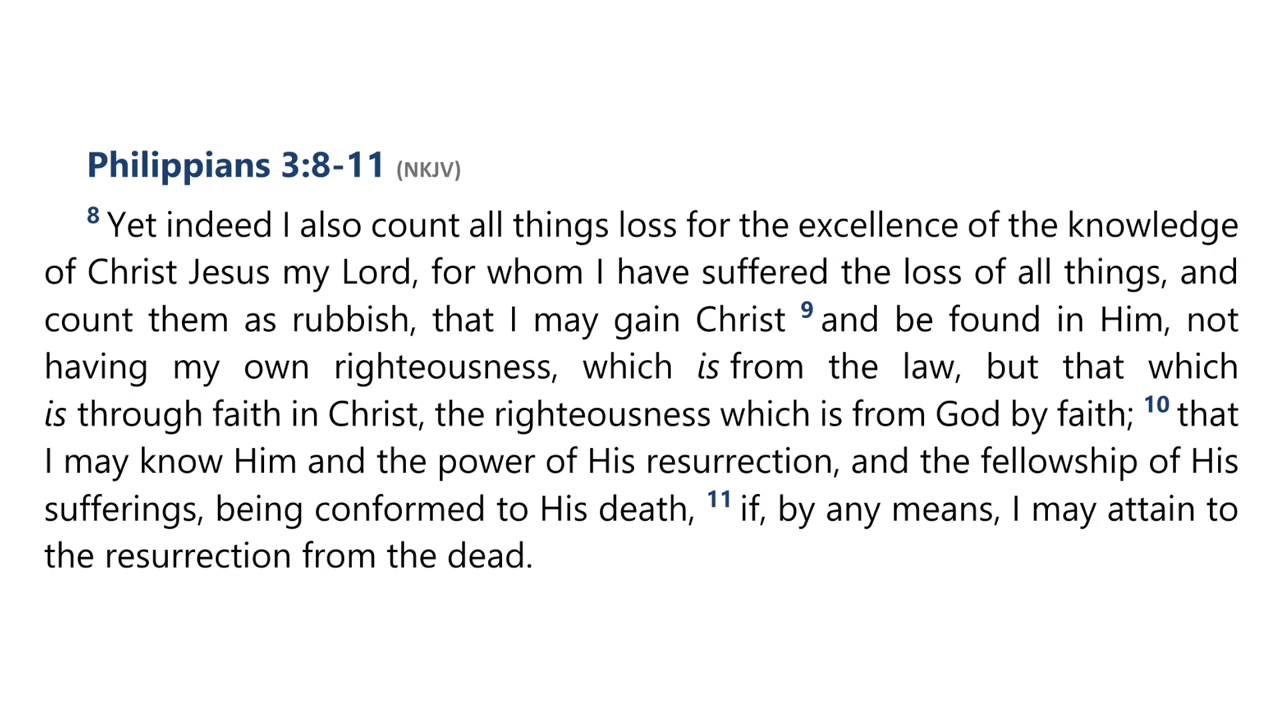 Philippians 3:8-11 (NKJV)
8 Yet indeed I also count all things loss for the excellence of the knowledge
of Christ Jesus my Lord, for whom I have suffered the loss of all things, and
count them as rubbish, that I may gain Christ 9 and be found in Him, not
having my own righteousness, which is from the law, but that which
is through faith in Christ, the righteousness which is from God by faith; 10 that
I may know Him and the power of His resurrection, and the fellowship of His
sufferings, being conformed to His death, 11 if, by any means, I may attain to
the resurrection from the dead.